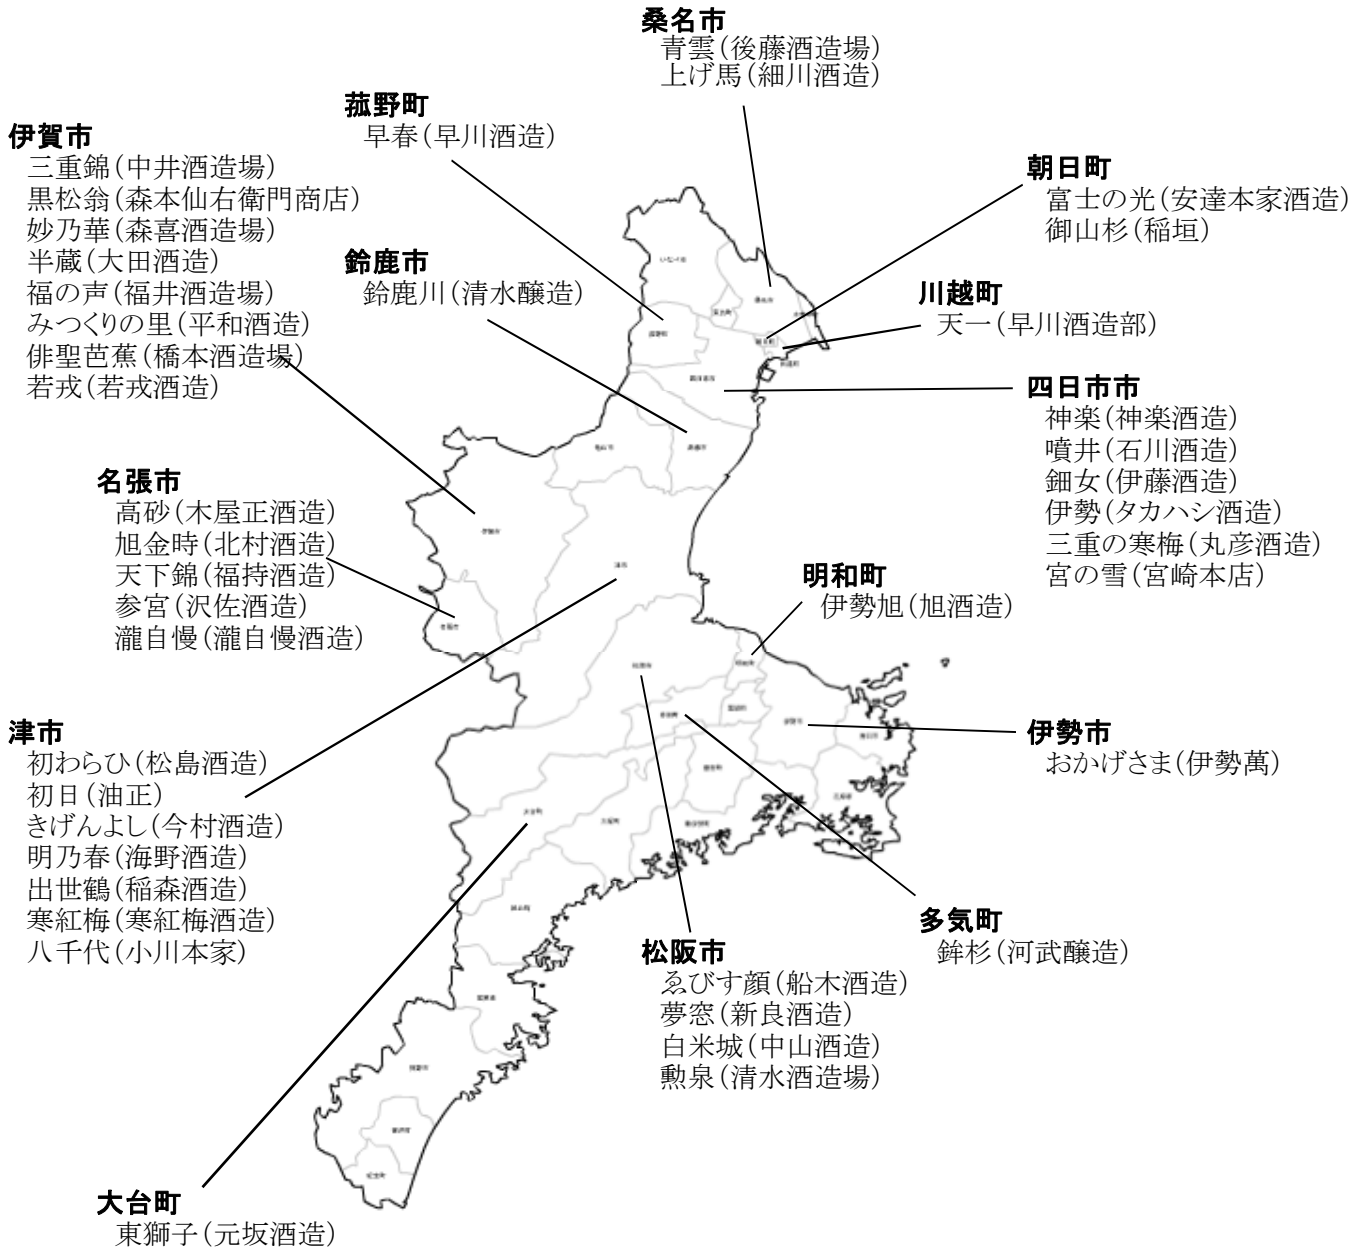 桑名市
青雲(後藤酒造場)
上げ馬(細川酒造)
菰野町
早春(早川酒造)
伊賀市
三重錦(中井酒造場)
黒松翁(森本仙右衛門商店)
妙乃華(森喜酒造場)
半蔵(大田酒造)
福の声(福井酒造場)
みつくりの里(平和酒造)
俳聖芭蕉(橋本酒造場)
若戎(若戎酒造)
朝日町
富士の光(安達本家酒造)
御山杉(稲垣)
鈴鹿市
鈴鹿川(清水醸造)
川越町
天一(早川酒造部)
四日市市
神楽(神楽酒造)
噴井(石川酒造)
鈿女(伊藤酒造)
伊勢(タカハシ酒造)
三重の寒梅(丸彦酒造)
宮の雪(宮崎本店)
名張市
高砂(木屋正酒造)
旭金時(北村酒造)
天下錦(福持酒造)
参宮(沢佐酒造)
瀧自慢(瀧自慢酒造)
明和町
伊勢旭(旭酒造)
津市
初わらひ(松島酒造)
初日(油正)
きげんよし(今村酒造)
明乃春(海野酒造)
出世鶴(稲森酒造)
寒紅梅(寒紅梅酒造)
八千代(小川本家)
伊勢市
おかげさま(伊勢萬)
多気町
鉾杉(河武醸造)
松阪市
ゑびす顔(船木酒造)
夢窓(新良酒造)
白米城(中山酒造)
勲泉(清水酒造場)
大台町
東獅子(元坂酒造)